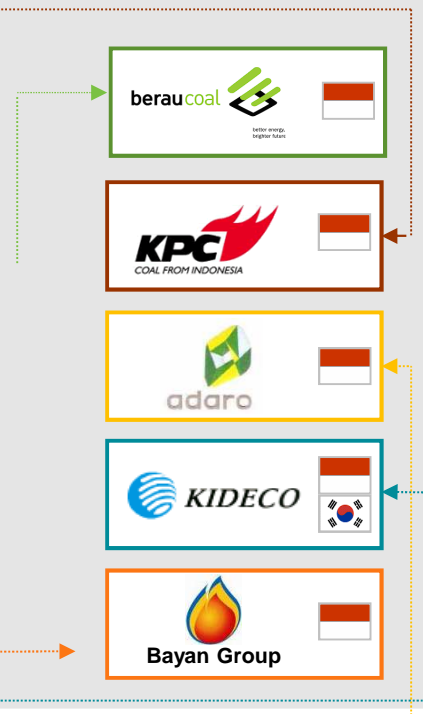 beraucoal
better energy,
brighter future
KPC
COAL FROM INDONESIA
adaro
KIDECO
Bayan Group